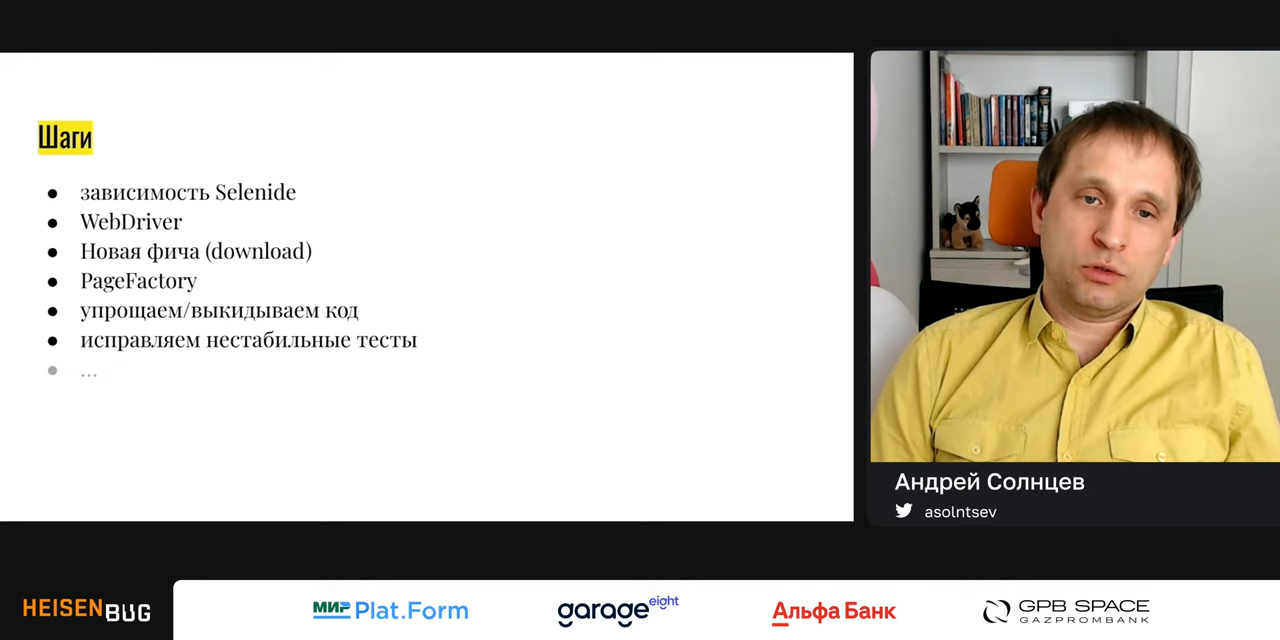 Шаги
● зависимость Selenide
● WebDriver
● Новая фича (download)
● PageFactory
● упрощаем/выкидываем код
● исправляем нестабильные тесты
● ...
Андрей Солнцев
asolntsev
HEISENBUG
МИР Plat.Form
garage eight
Альфа Банк
GPB SPACE
GAZPROMBANK